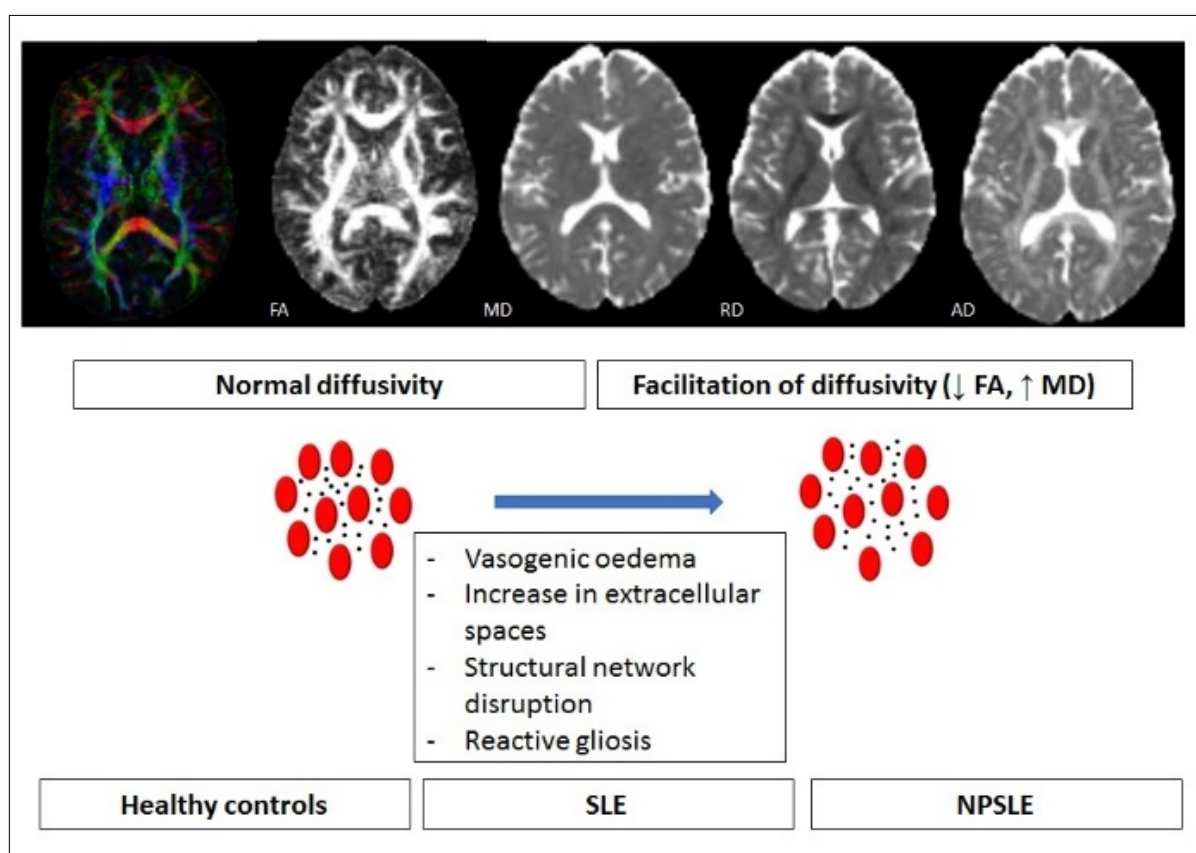 FA
MD
RD
AD
Normal diffusivity
Facilitation of diffusivity (↓ FA, ↑ MD)
- Vasogenic oedema
- Increase in extracellular
spaces
- Structural network
disruption
- Reactive gliosis
Healthy controls
SLE
NPSLE